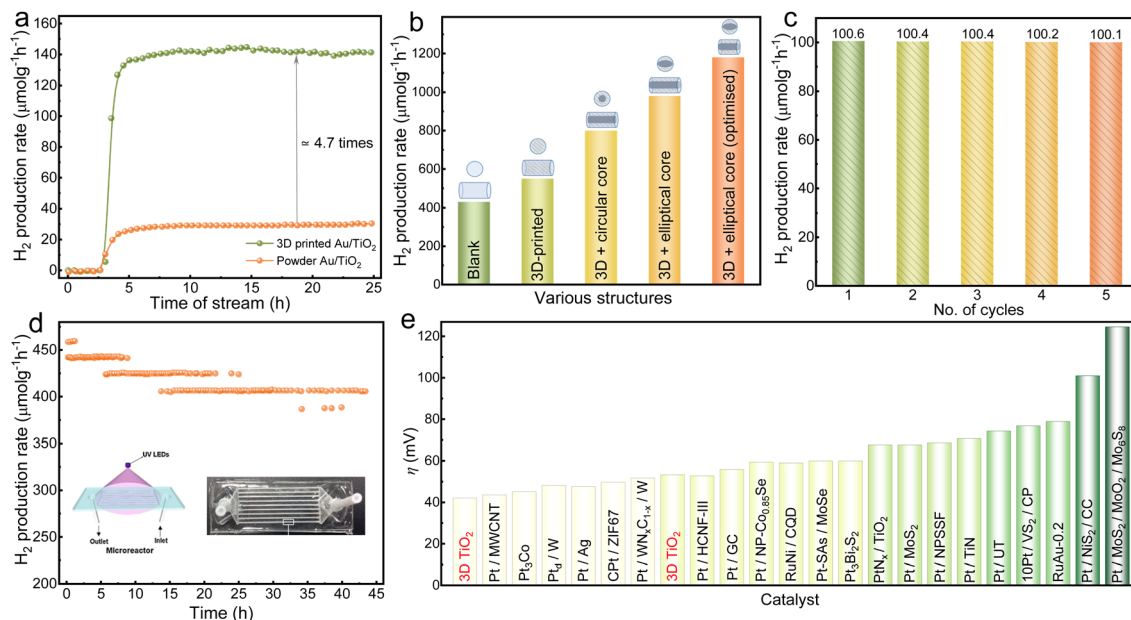 a
H₂ production rate (μmolg⁻¹h⁻¹)
160
140
120
100
80
60
40
20
0
≃ 4.7 times
3D printed Au/TiO₂
Powder Au/TiO₂
0 5 10 15 20 25
Time of stream (h)
b
H₂ production rate (μmolg⁻¹h⁻¹)
1200
1000
800
600
400
200
0
Blank
3D-printed
3D + circular core
3D + elliptical core
3D + elliptical core (optimised)
Various structures
c
H₂ production rate (μmolg⁻¹h⁻¹)
100
80
60
40
20
0
100.6 100.4 100.4 100.2 100.1
1 2 3 4 5
No. of cycles
d
H₂ production rate (μmolg⁻¹h⁻¹)
450
425
400
375
350
300
250
200
UV LEDs
Outlet
Inlet
Microreactor
0 5 10 15 20 25 30 35 40 45
Time (h)
e
η (mV)
120
100
80
60
40
20
0
3D TiO₂
Pt / MWCNT
Pt₃Co
Pt_d / W
Pt / Ag
CPt / ZIF67
Pt / WNₓC₁₋ₓ / W
3D TiO₂
Pt / HCNF-III
Pt / GC
Pt / NP-Co₀.₈₅Se
RuNi / CQD
Pt-SAs / MoSe
Pt₃Bi₂S₂
PtNₓ / TiO₂
Pt / MoS₂
Pt / NPSSF
Pt / TiN
Pt / UT
10Pt / VS₂ / CP
RuAu-0.2
Pt / NiS₂ / CC
Pt / MoS₂ / MoO₂ / Mo₆S₈
Catalyst